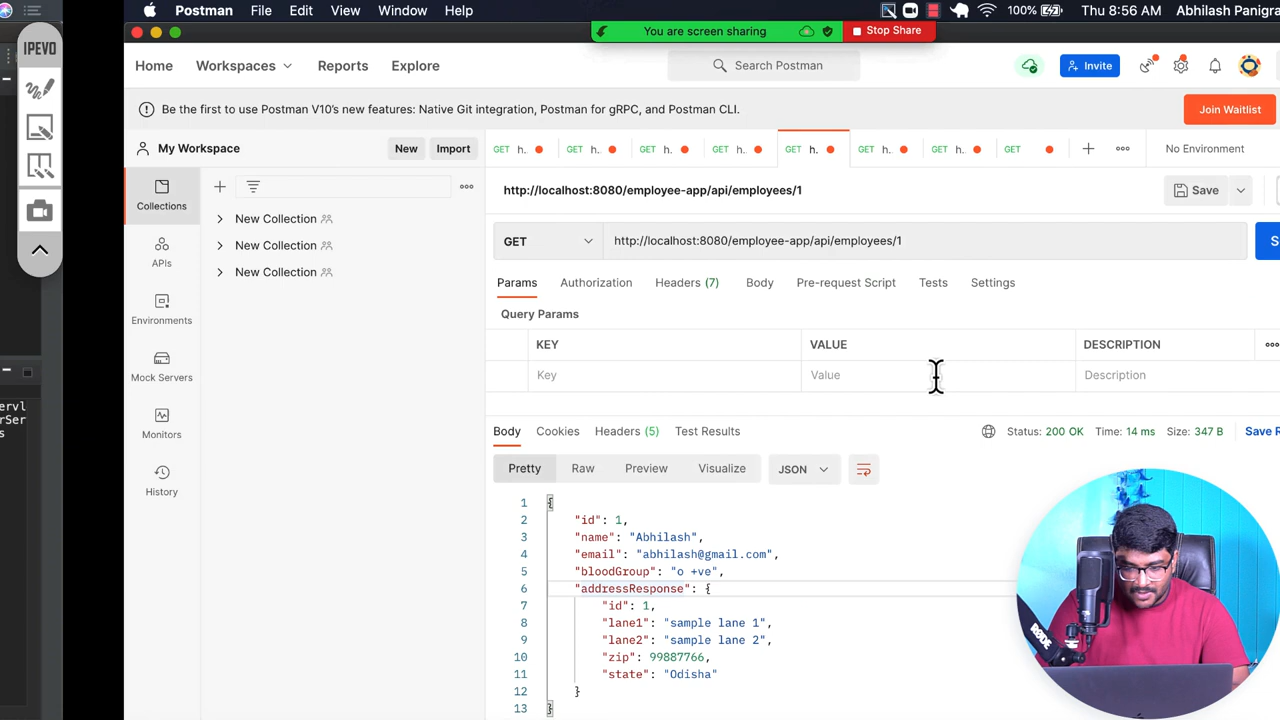 Postman File Edit View Window Help 100% Thu 8:56 AM Abhilash Panigra
You are screen sharing Stop Share
IPEVO
Home Workspaces Reports Explore Search Postman Invite
Be the first to use Postman V10's new features: Native Git integration, Postman for gRPC, and Postman CLI. Join Waitlist
My Workspace New Import GET h. GET h. GET h. GET h. GET h. GET h. GET h. GET No Environment
http://localhost:8080/employee-app/api/employees/1 Save
Collections
New Collection
New Collection
New Collection
APIs
Environments
Mock Servers
Monitors
History
GET http://localhost:8080/employee-app/api/employees/1 S
Params Authorization Headers (7) Body Pre-request Script Tests Settings
Query Params
KEY VALUE DESCRIPTION
Key Value Description
ervl
rSer
s
Body Cookies Headers (5) Test Results Status: 200 OK Time: 14 ms Size: 347 B Save R
Pretty Raw Preview Visualize JSON
1 {
2 "id": 1,
3 "name": "Abhilash",
4 "email": "abhilash@gmail.com",
5 "bloodGroup": "o +ve",
6 "addressResponse": {
7 "id": 1,
8 "lane1": "sample lane 1",
9 "lane2": "sample lane 2",
10 "zip": 99887766,
11 "state": "Odisha"
12 }
13 }
RØDE